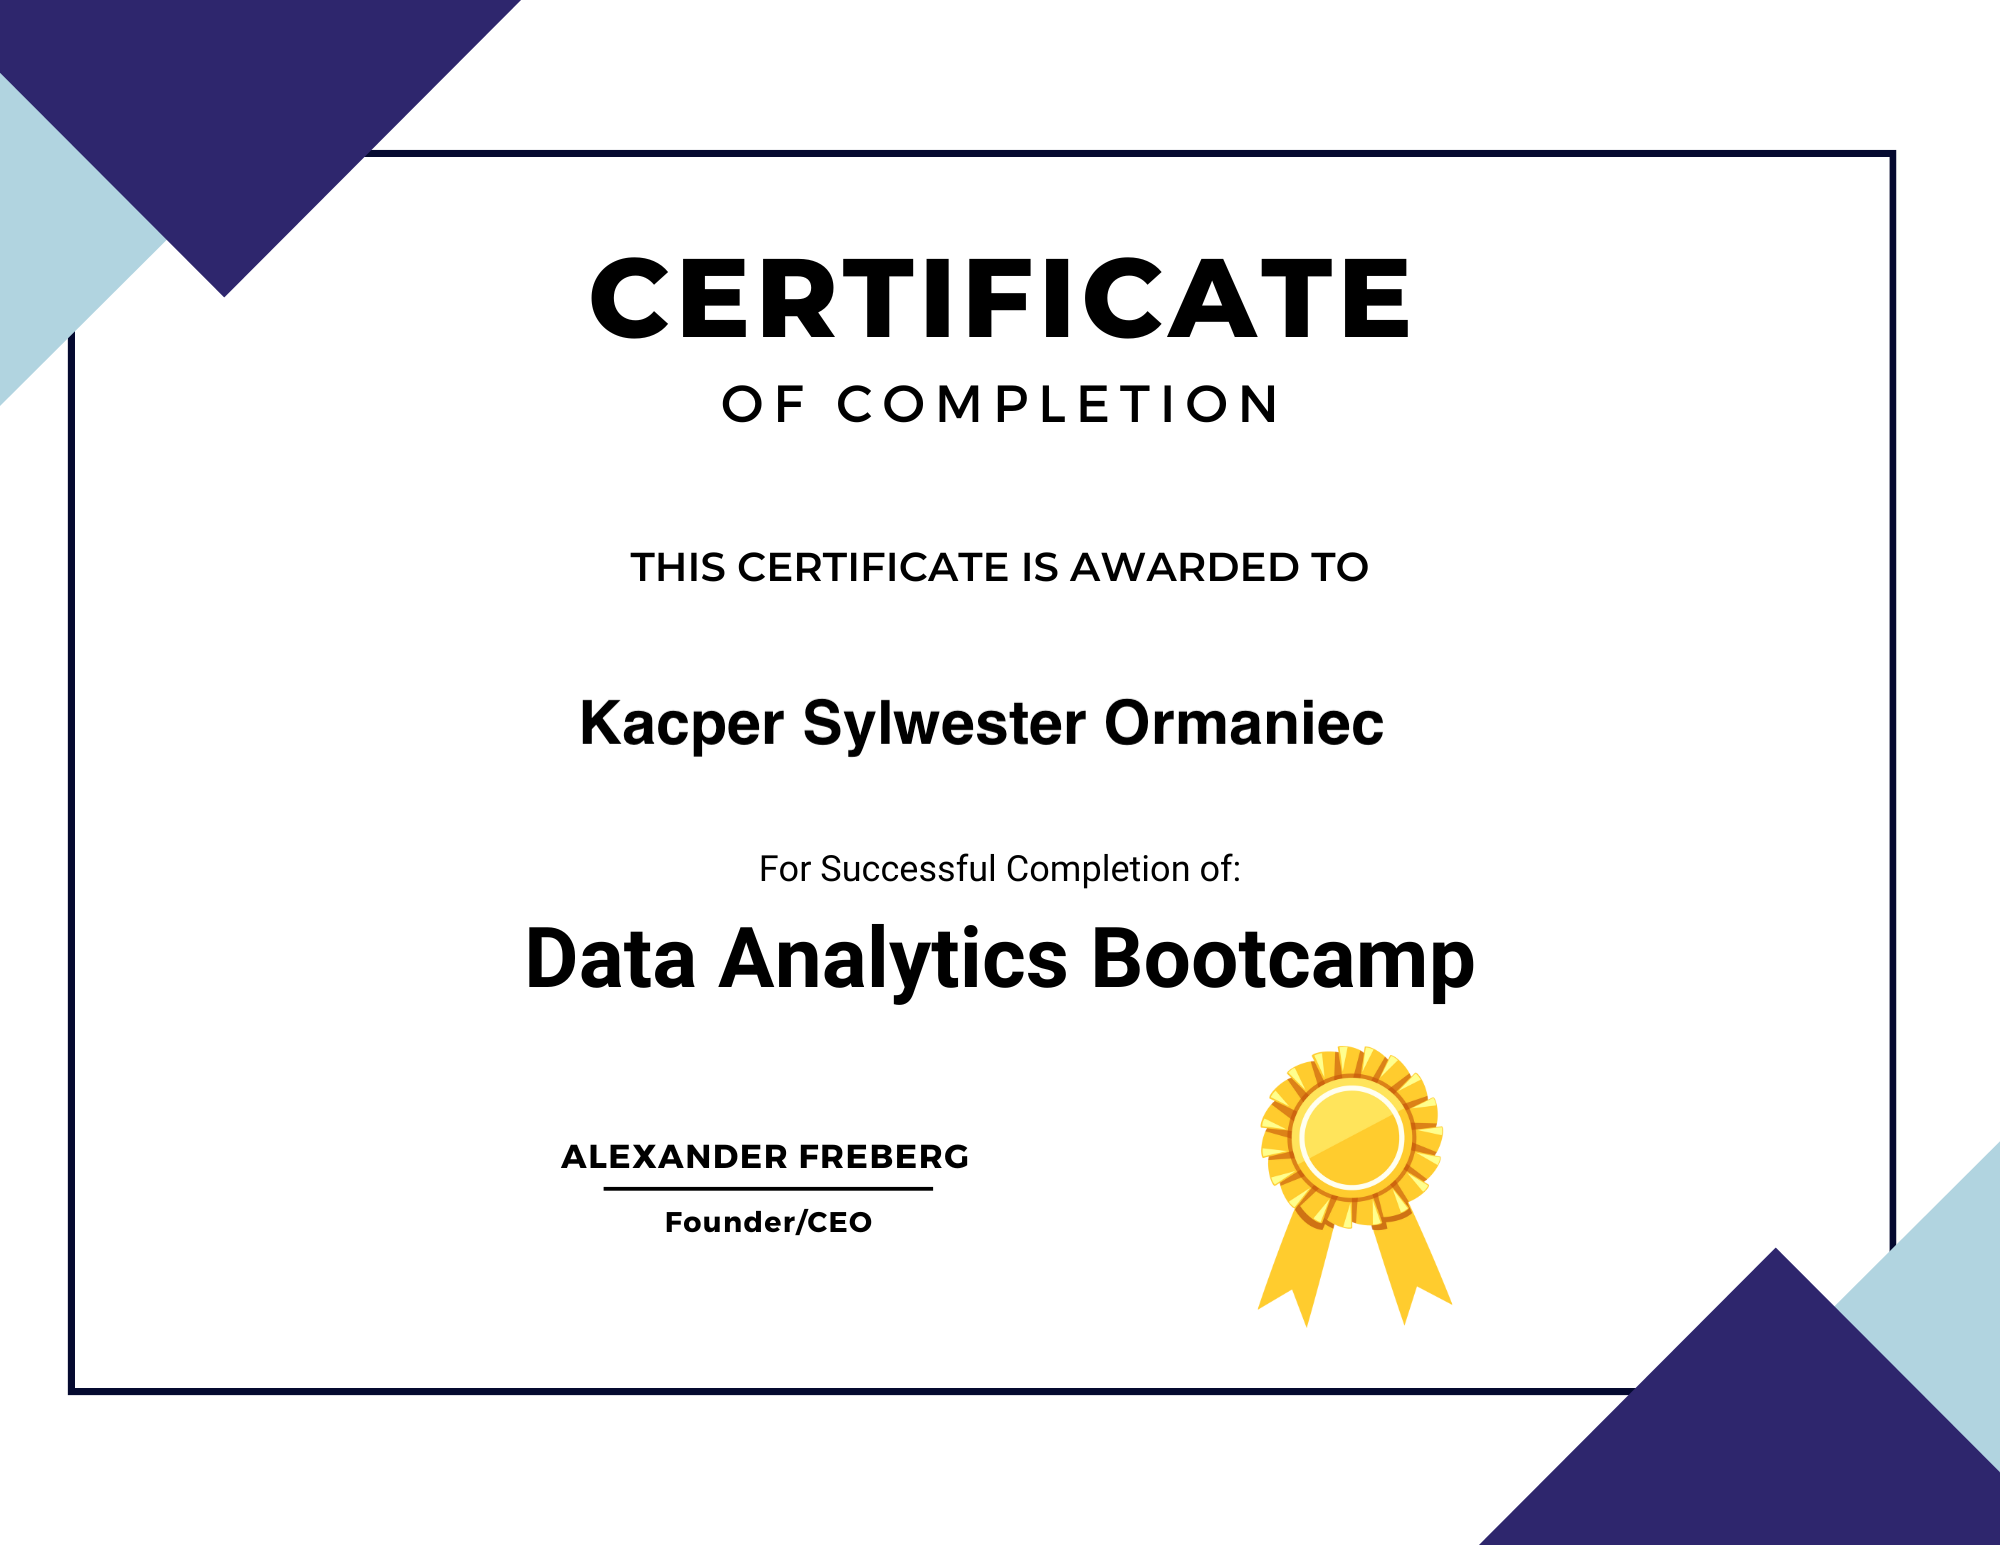 CERTIFICATE
OF COMPLETION
THIS CERTIFICATE IS AWARDED TO
Kacper Sylwester Ormaniec
For Successful Completion of:
Data Analytics Bootcamp
ALEXANDER FREBERG
Founder/CEO